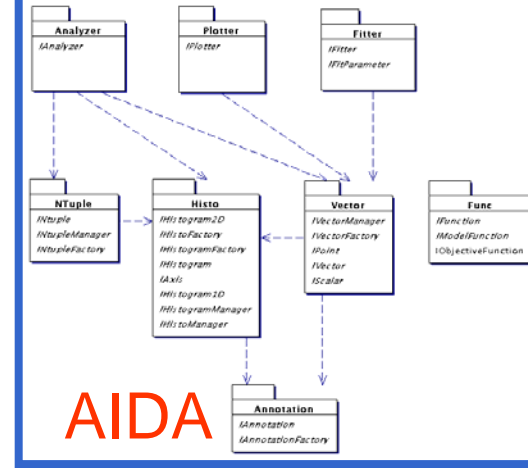 Analyzer
IAnalyzer
Plotter
IPlotter
Fitter
IFitter
IFitParameter
NTuple
INtuple
INtupleManager
INtupleFactory
Histo
IHistogram2D
IHistoFactory
IHistogramFactory
IHistogram
IAxis
IHistogram1D
IHistogramManager
IHistoManager
Vector
IVectorManager
IVectorFactory
IPoint
IVector
IScalar
Func
IFunction
IModelFunction
IObjectiveFunction
AIDA
Annotation
IAnnotation
IAnnotationFactory